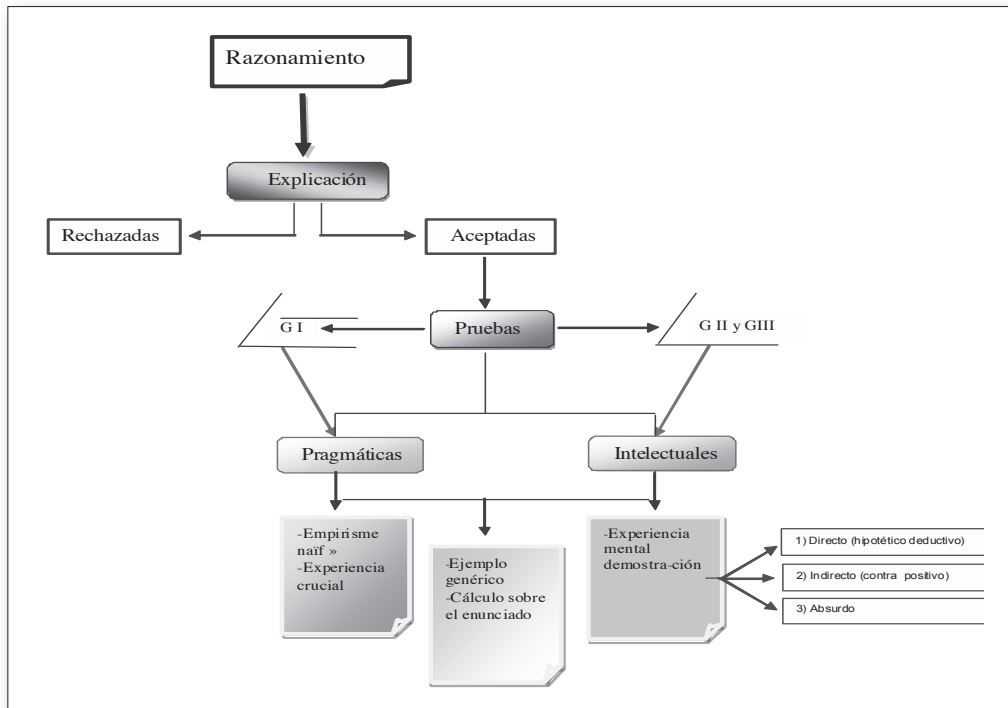 Razonamiento
Explicación
Rechazadas
Aceptadas
G I
Pruebas
G II y GIII
Pragmáticas
Intelectuales
-Empirisme
naïf »
-Experiencia
crucial
-Ejemplo
genérico
-Cálculo sobre
el enunciado
-Experiencia
mental
demostra-ción
1) Directo (hipotético deductivo)
2) Indirecto (contra positivo)
3) Absurdo